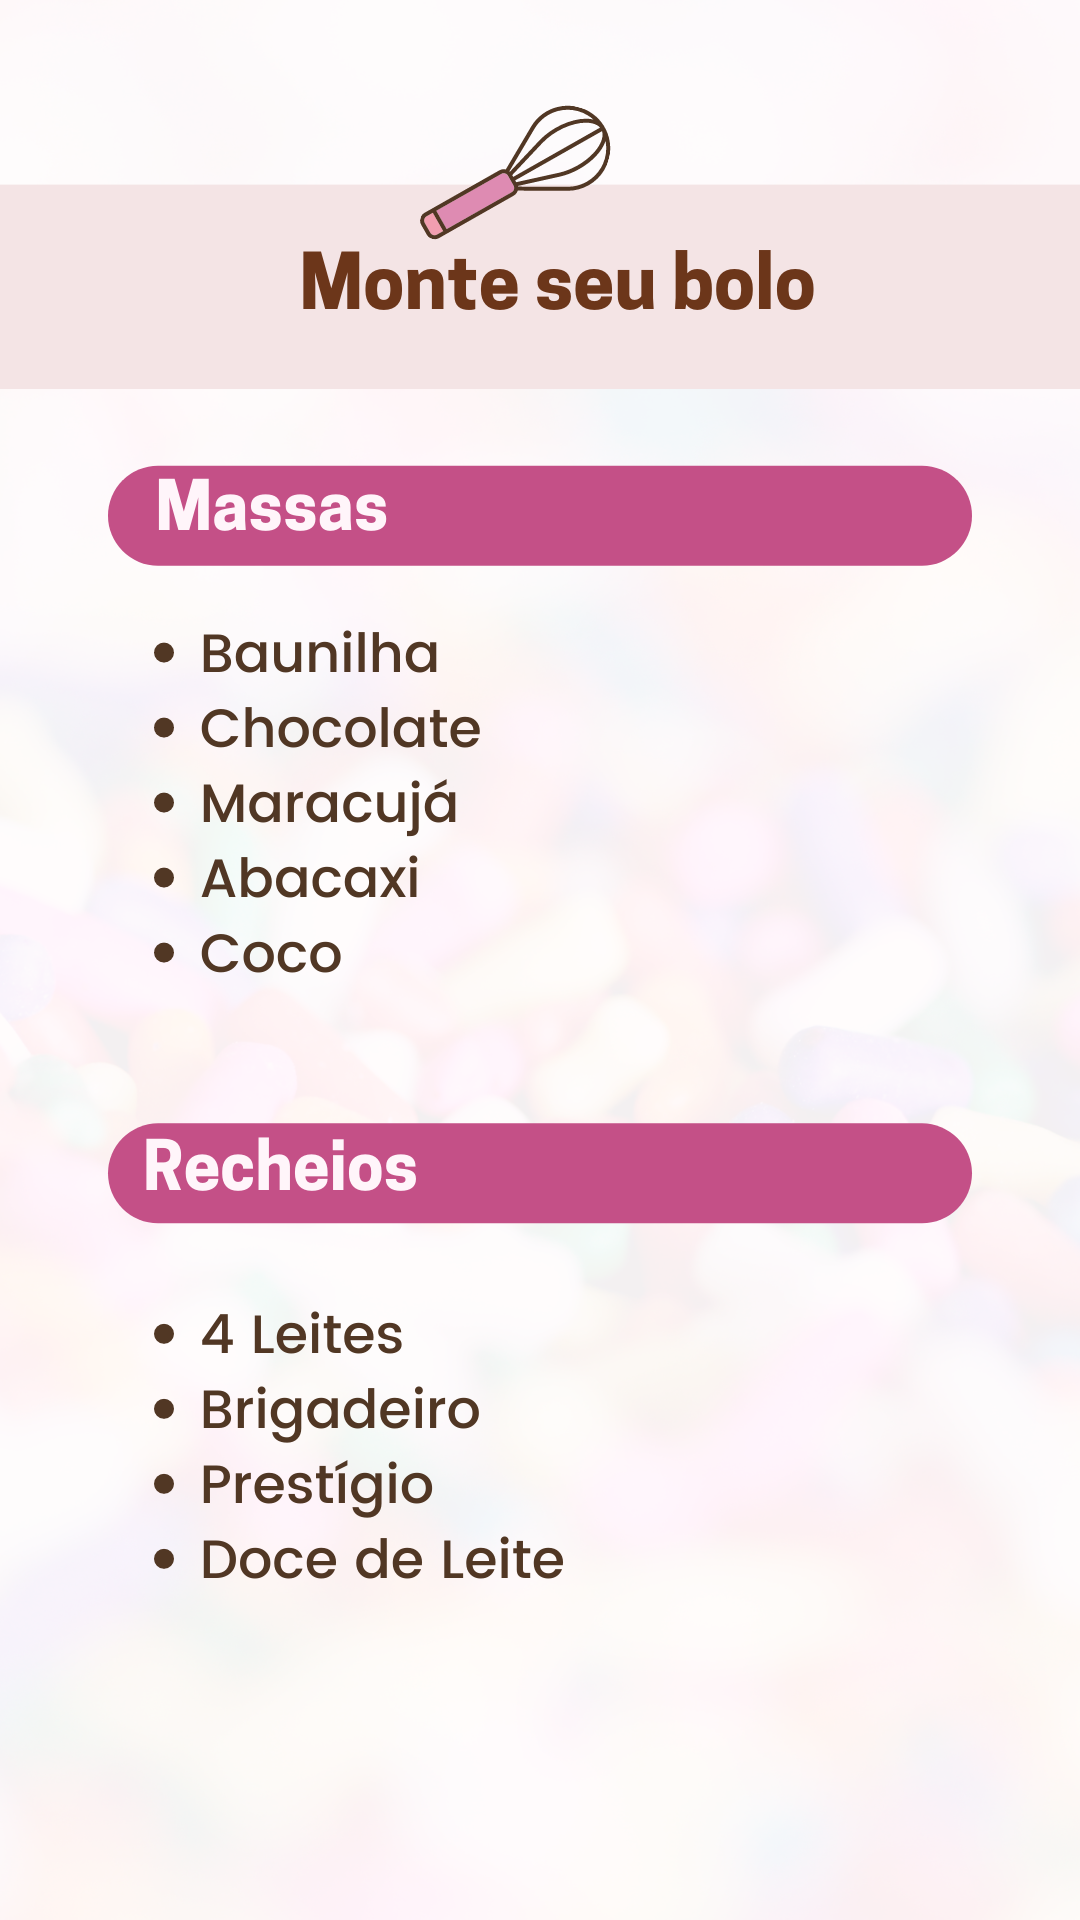 Monte seu bolo
Massas
• Baunilha
• Chocolate
• Maracujá
• Abacaxi
• Coco
Recheios
• 4 Leites
• Brigadeiro
• Prestígio
• Doce de Leite